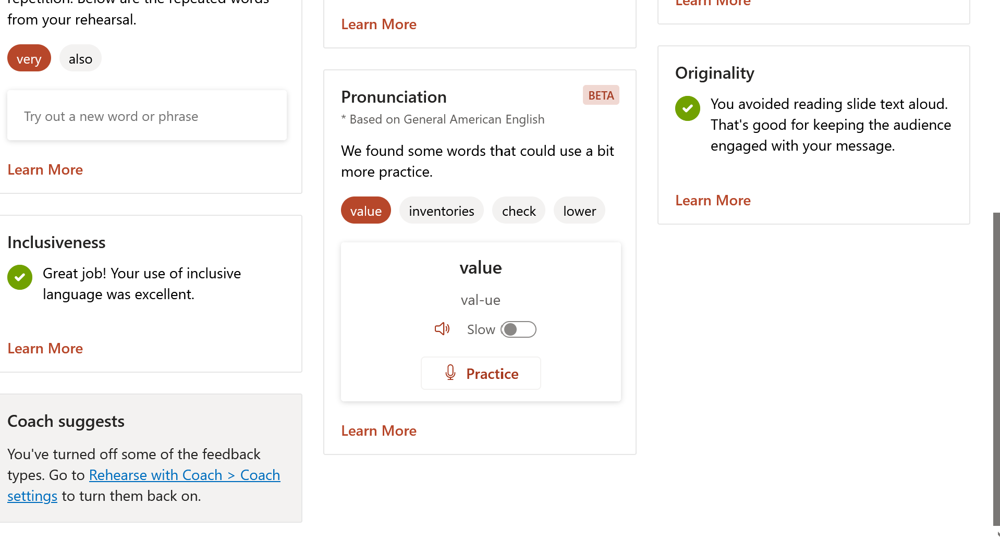 repetition. Below are the repeated words
from your rehearsal.
very
also
Try out a new word or phrase
Learn More
Inclusiveness
Great job! Your use of inclusive
language was excellent.
Learn More
Coach suggests
You've turned off some of the feedback
types. Go to Rehearse with Coach > Coach
settings to turn them back on.
Learn More
Pronunciation
BETA
* Based on General American English
We found some words that could use a bit
more practice.
value
inventories
check
lower
value
val-ue
Slow
Practice
Learn More
Learn More
Originality
You avoided reading slide text aloud.
That's good for keeping the audience
engaged with your message.
Learn More